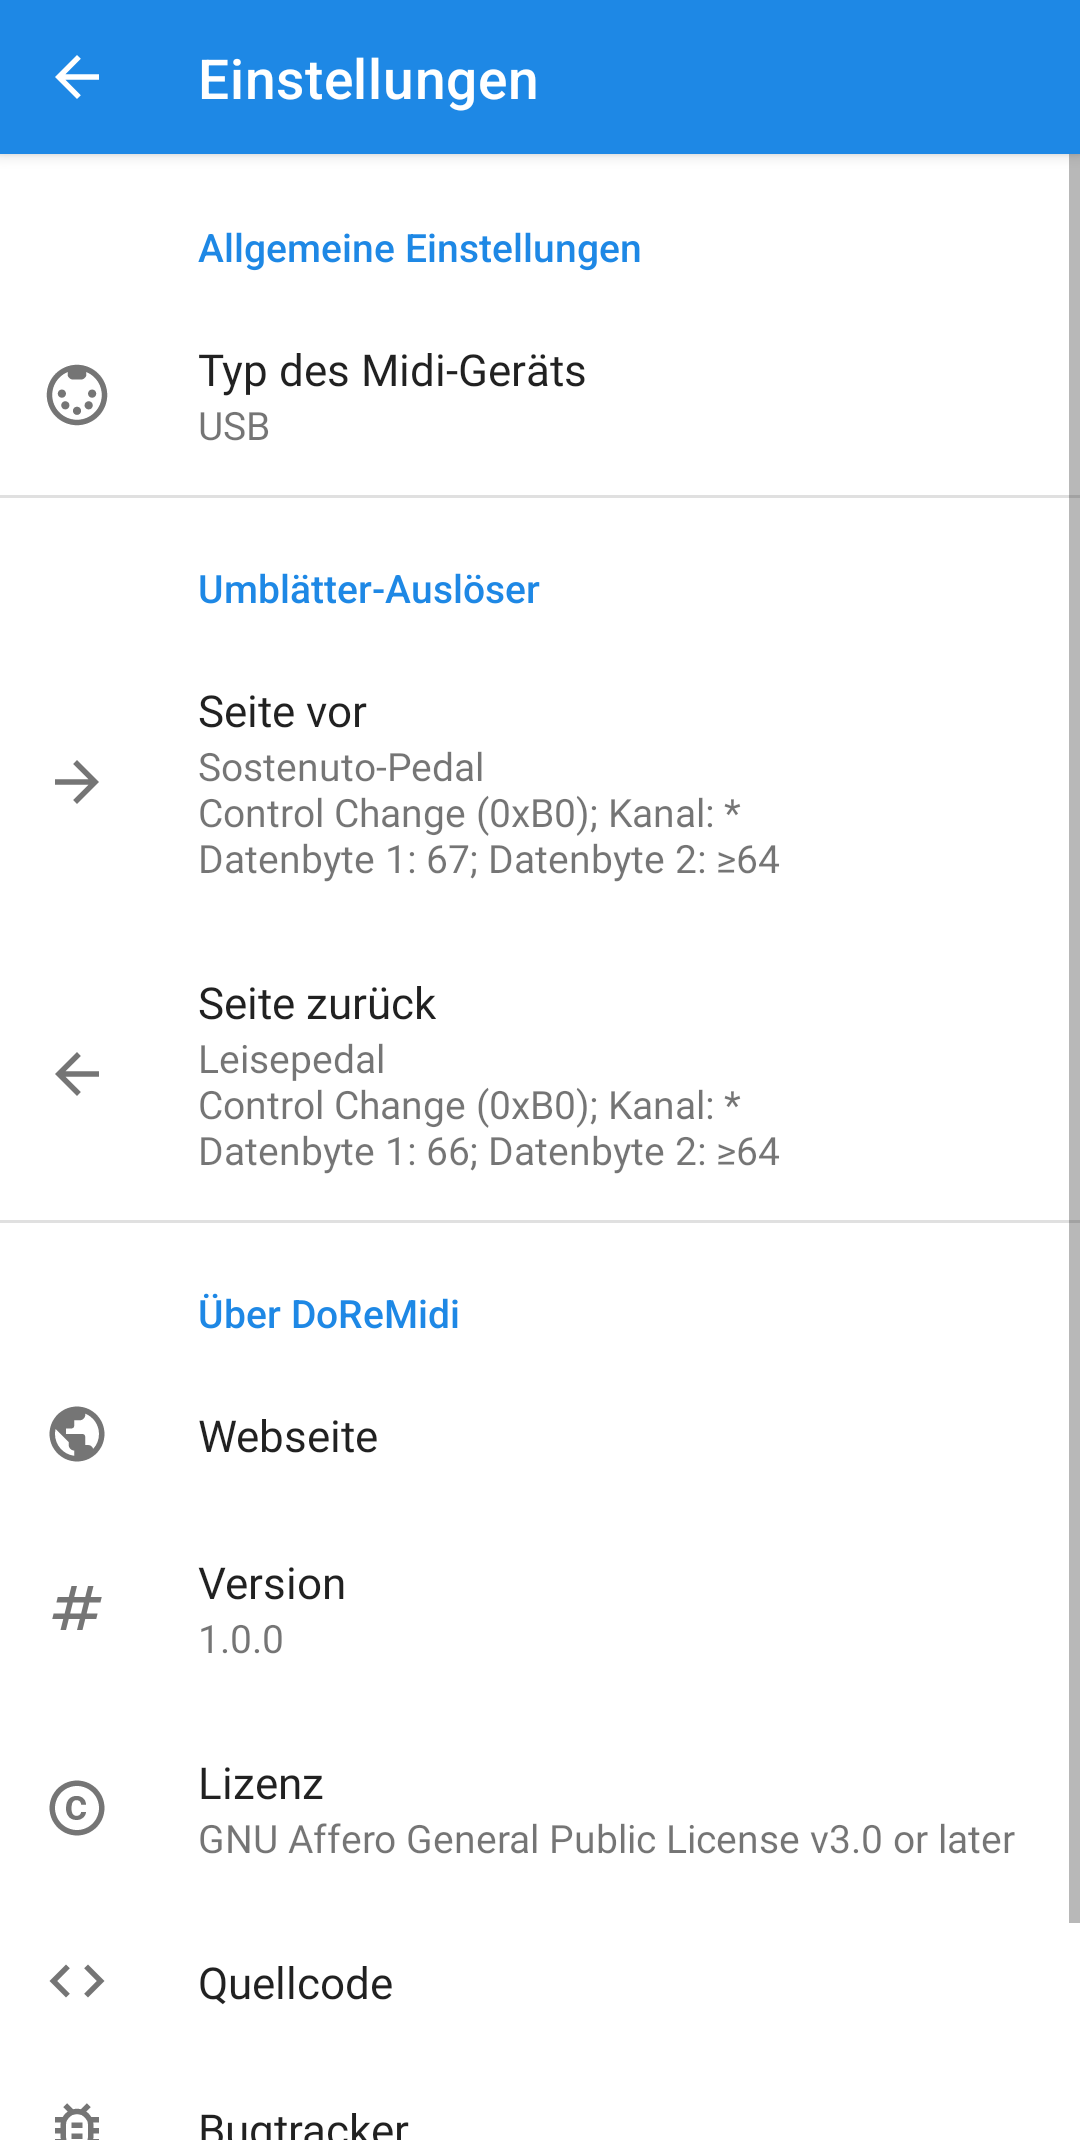 Einstellungen
Allgemeine Einstellungen
Typ des Midi-Geräts
USB
Umblätter-Auslöser
Seite vor
Sostenuto-Pedal
Control Change (0xB0); Kanal: *
Datenbyte 1: 67; Datenbyte 2: ≥64
Seite zurück
Leisepedal
Control Change (0xB0); Kanal: *
Datenbyte 1: 66; Datenbyte 2: ≥64
Über DoReMidi
Webseite
Version
1.0.0
Lizenz
GNU Affero General Public License v3.0 or later
Quellcode
Bugtracker